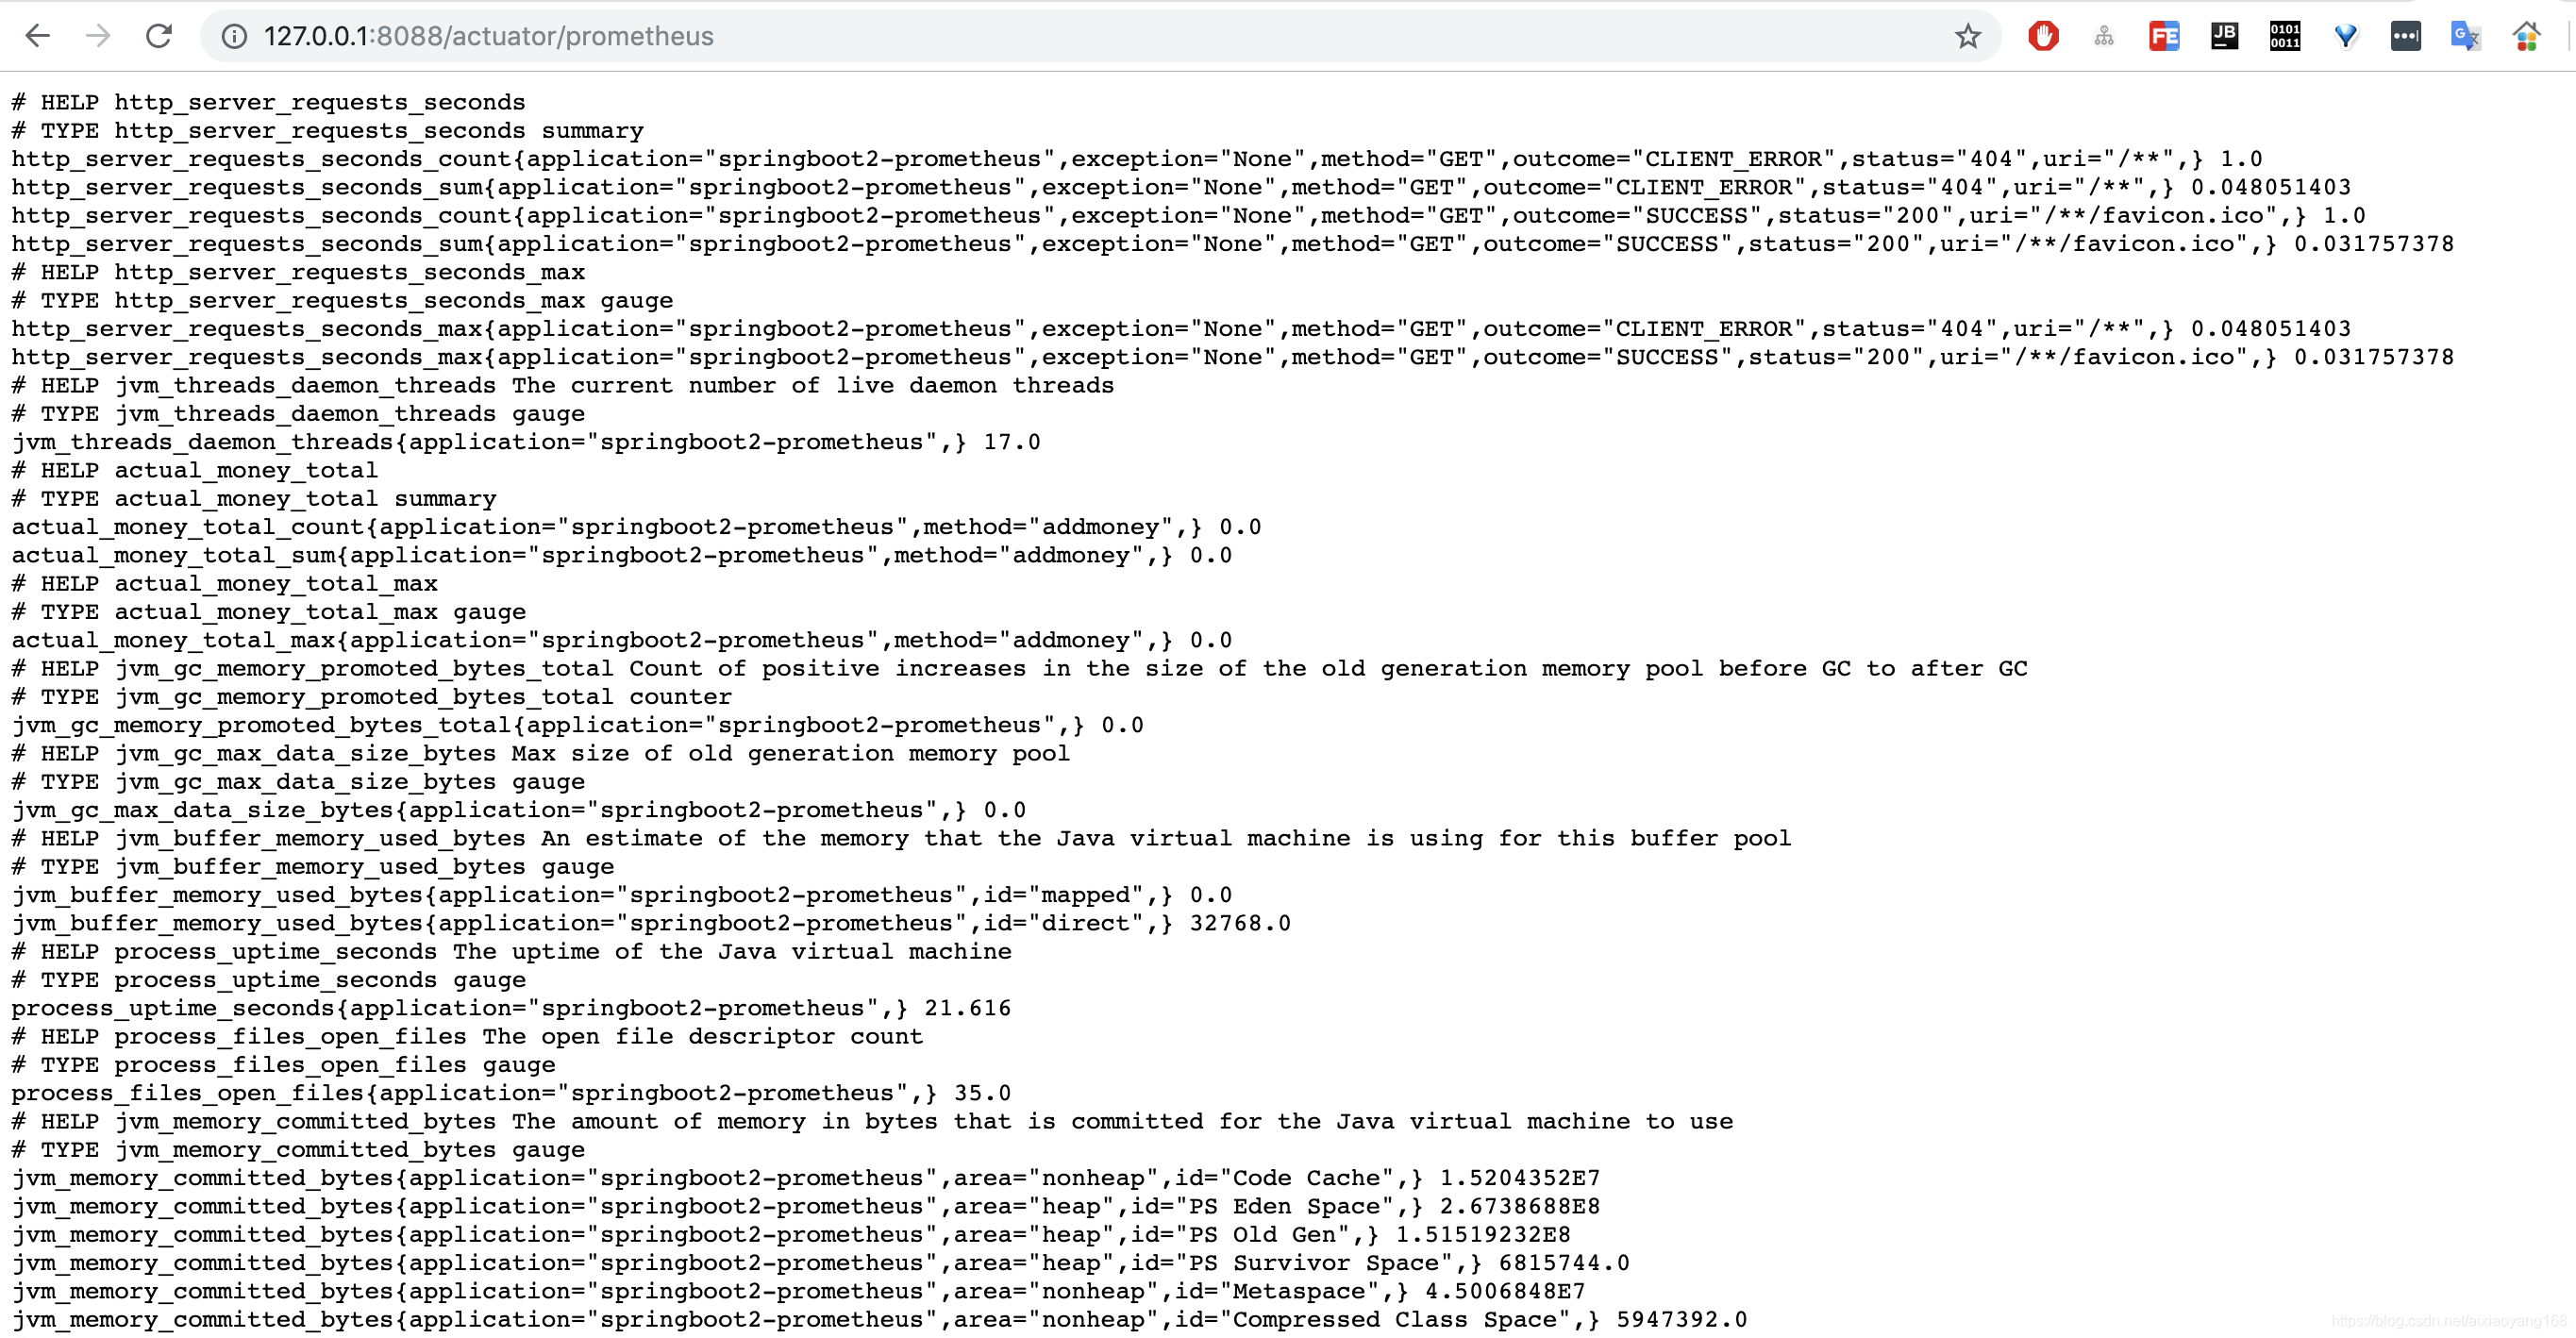 127.0.0.1:8088/actuator/prometheus
FE
JB
0101
0011
G 文
# HELP http_server_requests_seconds
# TYPE http_server_requests_seconds summary
http_server_requests_seconds_count{application="springboot2-prometheus",exception="None",method="GET",outcome="CLIENT_ERROR",status="404",uri="/**",} 1.0
http_server_requests_seconds_sum{application="springboot2-prometheus",exception="None",method="GET",outcome="CLIENT_ERROR",status="404",uri="/**",} 0.048051403
http_server_requests_seconds_count{application="springboot2-prometheus",exception="None",method="GET",outcome="SUCCESS",status="200",uri="/**/favicon.ico",} 1.0
http_server_requests_seconds_sum{application="springboot2-prometheus",exception="None",method="GET",outcome="SUCCESS",status="200",uri="/**/favicon.ico",} 0.031757378
# HELP http_server_requests_seconds_max
# TYPE http_server_requests_seconds_max gauge
http_server_requests_seconds_max{application="springboot2-prometheus",exception="None",method="GET",outcome="CLIENT_ERROR",status="404",uri="/**",} 0.048051403
http_server_requests_seconds_max{application="springboot2-prometheus",exception="None",method="GET",outcome="SUCCESS",status="200",uri="/**/favicon.ico",} 0.031757378
# HELP jvm_threads_daemon_threads The current number of live daemon threads
# TYPE jvm_threads_daemon_threads gauge
jvm_threads_daemon_threads{application="springboot2-prometheus",} 17.0
# HELP actual_money_total
# TYPE actual_money_total summary
actual_money_total_count{application="springboot2-prometheus",method="addmoney",} 0.0
actual_money_total_sum{application="springboot2-prometheus",method="addmoney",} 0.0
# HELP actual_money_total_max
# TYPE actual_money_total_max gauge
actual_money_total_max{application="springboot2-prometheus",method="addmoney",} 0.0
# HELP jvm_gc_memory_promoted_bytes_total Count of positive increases in the size of the old generation memory pool before GC to after GC
# TYPE jvm_gc_memory_promoted_bytes_total counter
jvm_gc_memory_promoted_bytes_total{application="springboot2-prometheus",} 0.0
# HELP jvm_gc_max_data_size_bytes Max size of old generation memory pool
# TYPE jvm_gc_max_data_size_bytes gauge
jvm_gc_max_data_size_bytes{application="springboot2-prometheus",} 0.0
# HELP jvm_buffer_memory_used_bytes An estimate of the memory that the Java virtual machine is using for this buffer pool
# TYPE jvm_buffer_memory_used_bytes gauge
jvm_buffer_memory_used_bytes{application="springboot2-prometheus",id="mapped",} 0.0
jvm_buffer_memory_used_bytes{application="springboot2-prometheus",id="direct",} 32768.0
# HELP process_uptime_seconds The uptime of the Java virtual machine
# TYPE process_uptime_seconds gauge
process_uptime_seconds{application="springboot2-prometheus",} 21.616
# HELP process_files_open_files The open file descriptor count
# TYPE process_files_open_files gauge
process_files_open_files{application="springboot2-prometheus",} 35.0
# HELP jvm_memory_committed_bytes The amount of memory in bytes that is committed for the Java virtual machine to use
# TYPE jvm_memory_committed_bytes gauge
jvm_memory_committed_bytes{application="springboot2-prometheus",area="nonheap",id="Code Cache",} 1.5204352E7
jvm_memory_committed_bytes{application="springboot2-prometheus",area="heap",id="PS Eden Space",} 2.6738688E8
jvm_memory_committed_bytes{application="springboot2-prometheus",area="heap",id="PS Old Gen",} 1.51519232E8
jvm_memory_committed_bytes{application="springboot2-prometheus",area="heap",id="PS Survivor Space",} 6815744.0
jvm_memory_committed_bytes{application="springboot2-prometheus",area="nonheap",id="Metaspace",} 4.5006848E7
jvm_memory_committed_bytes{application="springboot2-prometheus",area="nonheap",id="Compressed Class Space",} 5947392.0
https://blog.csdn.net/aixiaoyang168